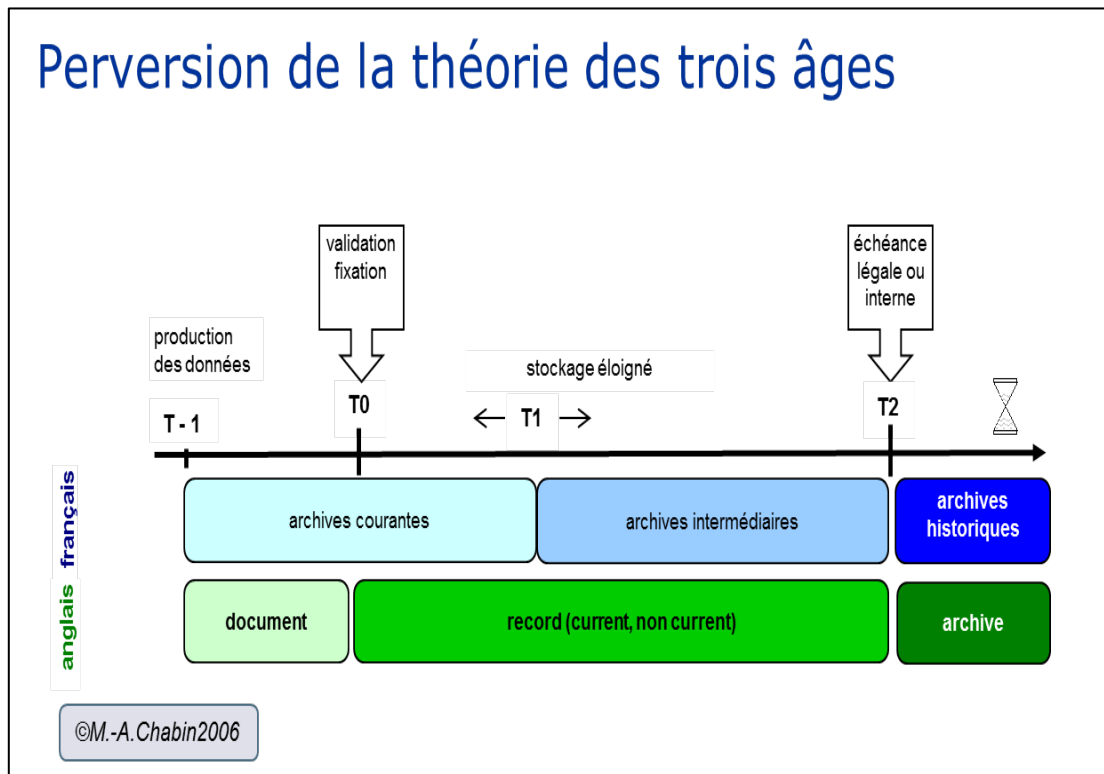 Perversion de la théorie des trois âges
validation
fixation
échéance
légale ou
interne
production
des données
stockage éloigné
T - 1
T0
T1
T2
français
archives courantes
archives intermédiaires
archives
historiques
anglais
document
record (current, non current)
archive
©M.-A.Chabin2006